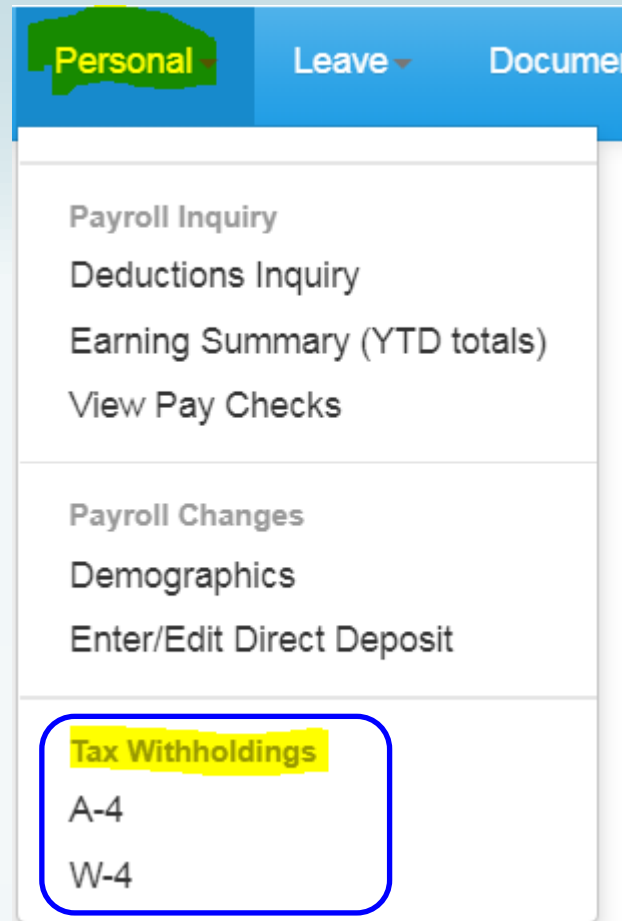 Personal Leave
Payroll Inquiry
Deductions Inquiry
Earning Summary (YTD totals)
View Pay Checks
Payroll Changes
Demographics
Enter/Edit Direct Deposit
Tax Withholdings
A-4
W-4